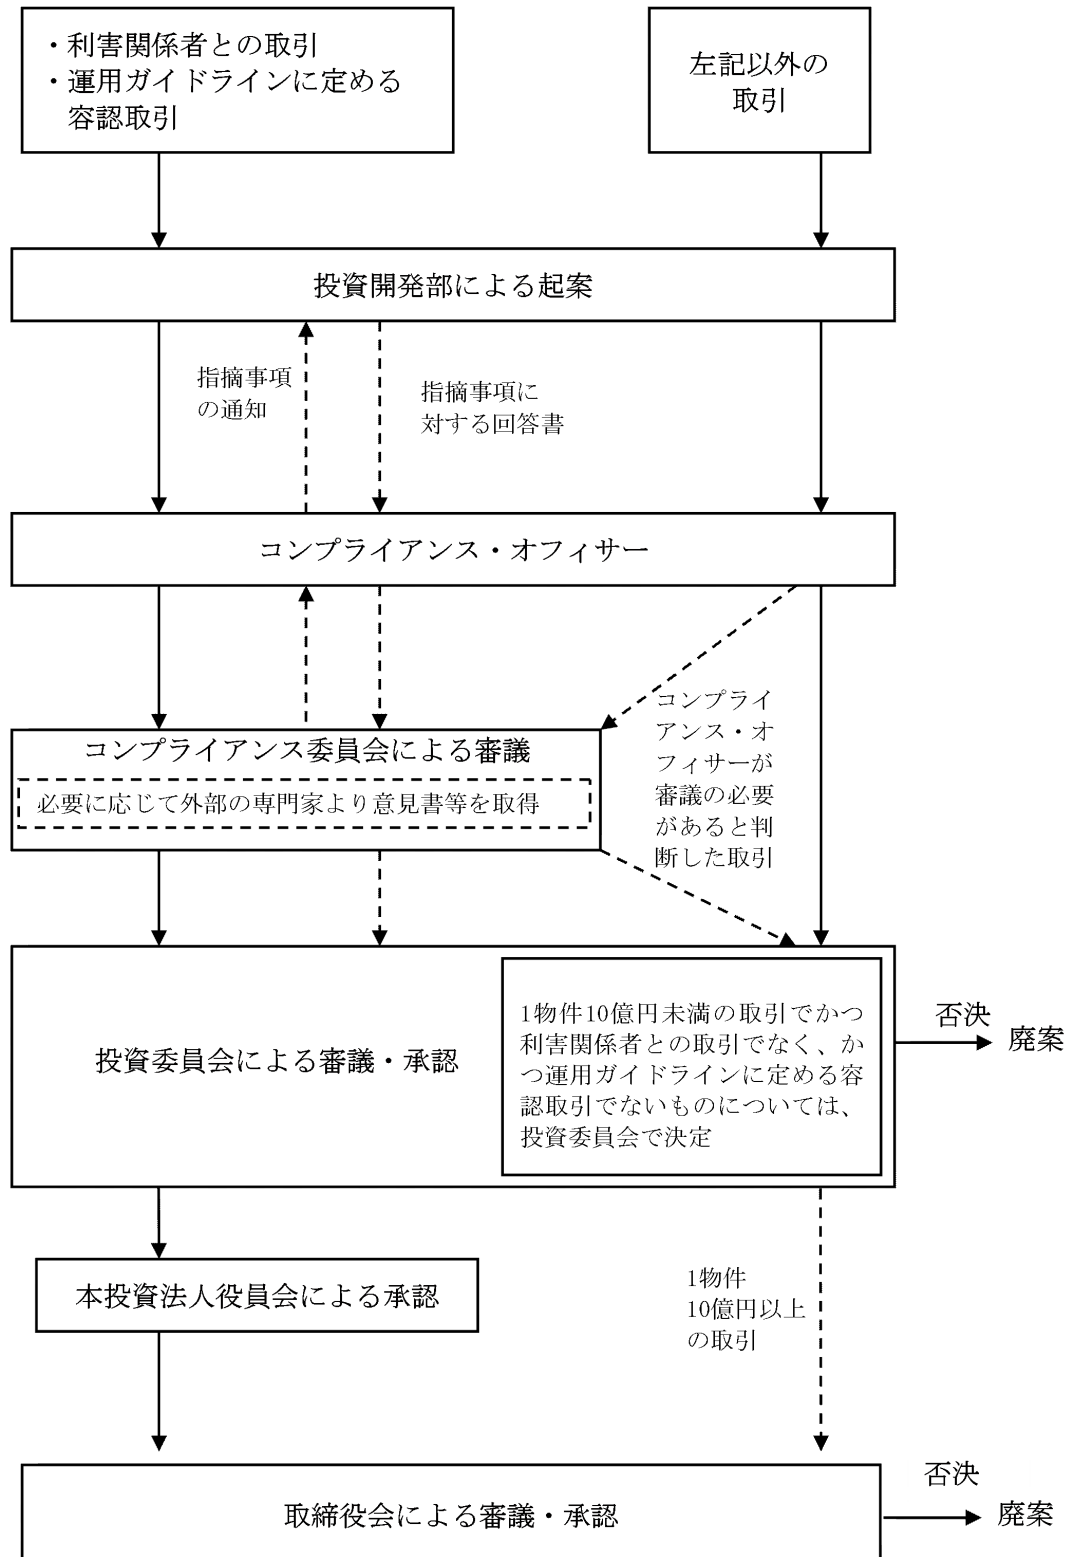 ・利害関係者との取引
・運用ガイドラインに定める
容認取引
左記以外の
取引
投資開発部による起案
指摘事項
の通知
指摘事項に
対する回答書
コンプライアンス・オフィサー
コンプライ
アンス・オ
フィサーが
審議の必要
があると判
断した取引
コンプライアンス委員会による審議
必要に応じて外部の専門家より意見書等を取得
投資委員会による審議・承認
1物件10億円未満の取引でかつ
利害関係者との取引でなく、か
つ運用ガイドラインに定める容
認取引でないものについては、
投資委員会で決定
否決
廃案
本投資法人役員会による承認
1物件
10億円以上
の取引
取締役会による審議・承認
否決
廃案